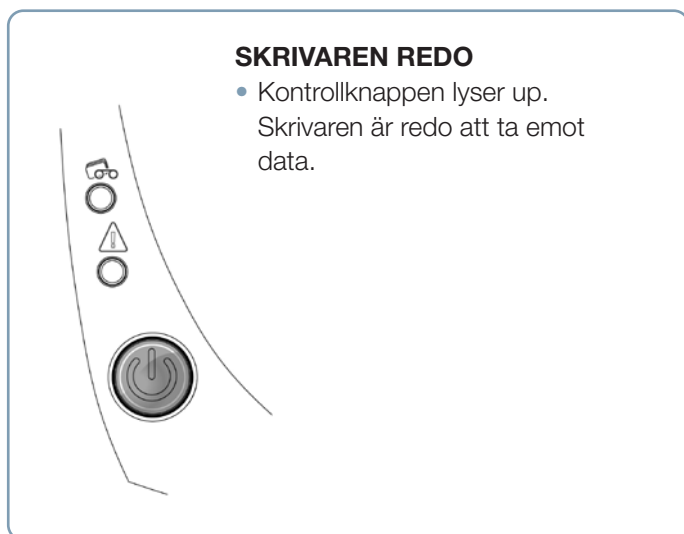 SKRIVAREN REDO
• Kontrollknappen lyser up.
Skrivaren är redo att ta emot
data.